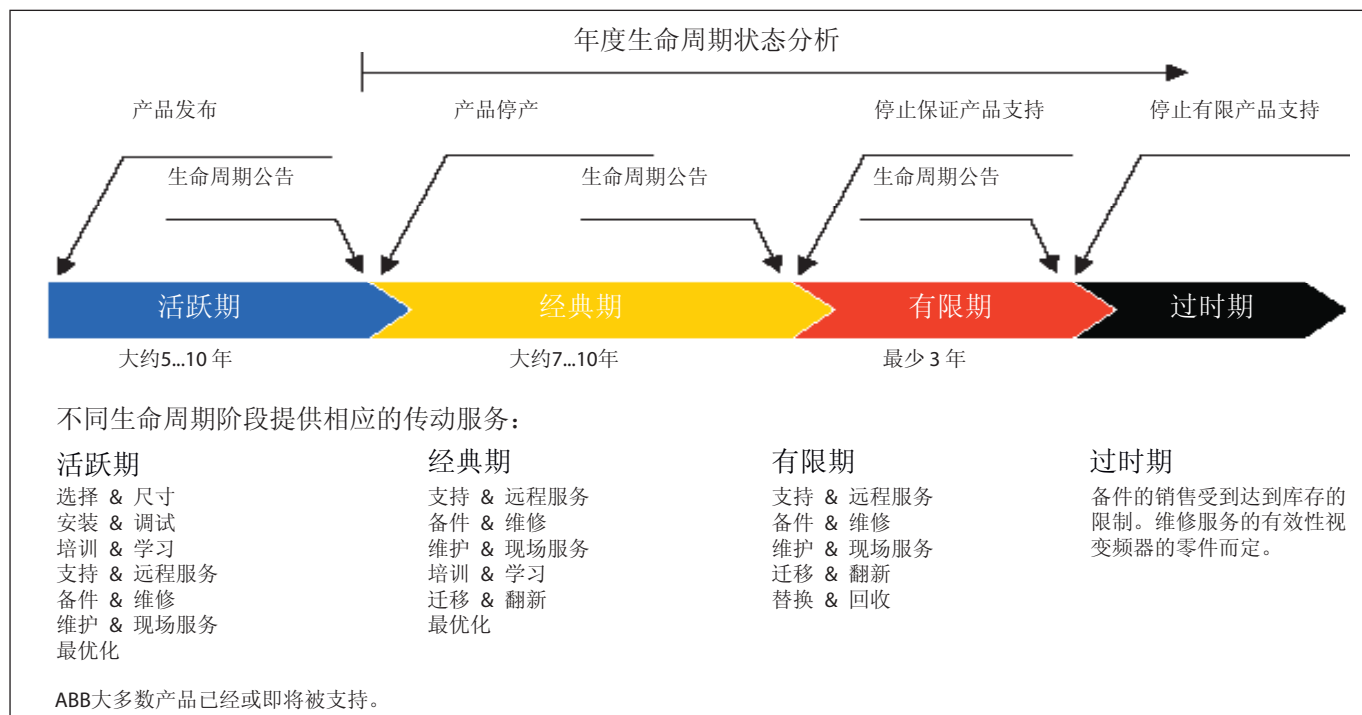 年度生命周期状态分析
产品发布
产品停产
停止保证产品支持
停止有限产品支持
生命周期公告
生命周期公告
生命周期公告
活跃期
经典期
有限期
过时期
大约5...10 年
大约7...10年
最少 3 年
不同生命周期阶段提供相应的传动服务：
活跃期
选择 & 尺寸
安装 & 调试
培训 & 学习
支持 & 远程服务
备件 & 维修
维护 & 现场服务
最优化
经典期
支持 & 远程服务
备件 & 维修
维护 & 现场服务
培训 & 学习
迁移 & 翻新
最优化
有限期
支持 & 远程服务
备件 & 维修
维护 & 现场服务
迁移 & 翻新
替换 & 回收
过时期
备件的销售受到达到库存的
限制。维修服务的有效性视
变频器的零件而定。
ABB大多数产品已经或即将被支持。